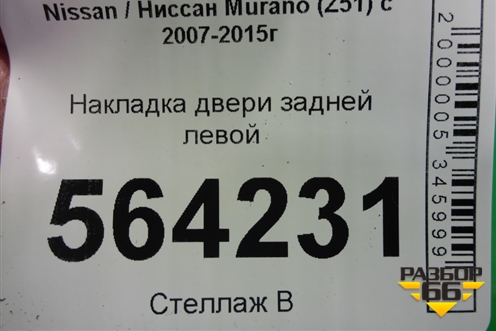 Nissan / Ниссан Murano (Z51) с
2007-2015г
Накладка двери задней
левой
564231
Стеллаж В
2000005345999
РАЗБОР
66